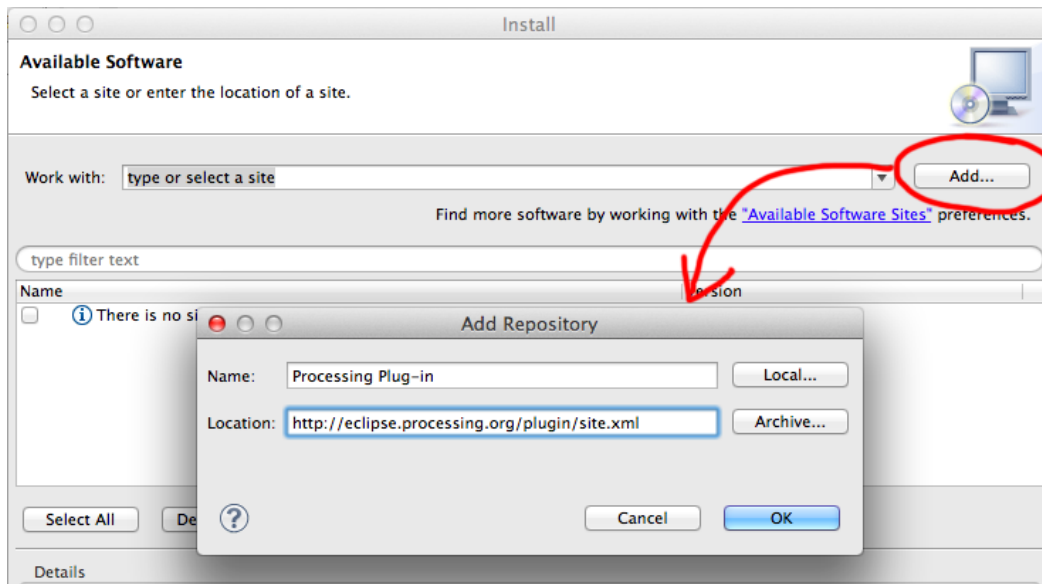 Install
Available Software
Select a site or enter the location of a site.
Work with: type or select a site Add...
Find more software by working with the "Available Software Sites" preferences.
type filter text
Name Version
There is no si
Add Repository
Name: Processing Plug-in Local...
Location: http://eclipse.processing.org/plugin/site.xml Archive...
Select All De
? Cancel OK
Details